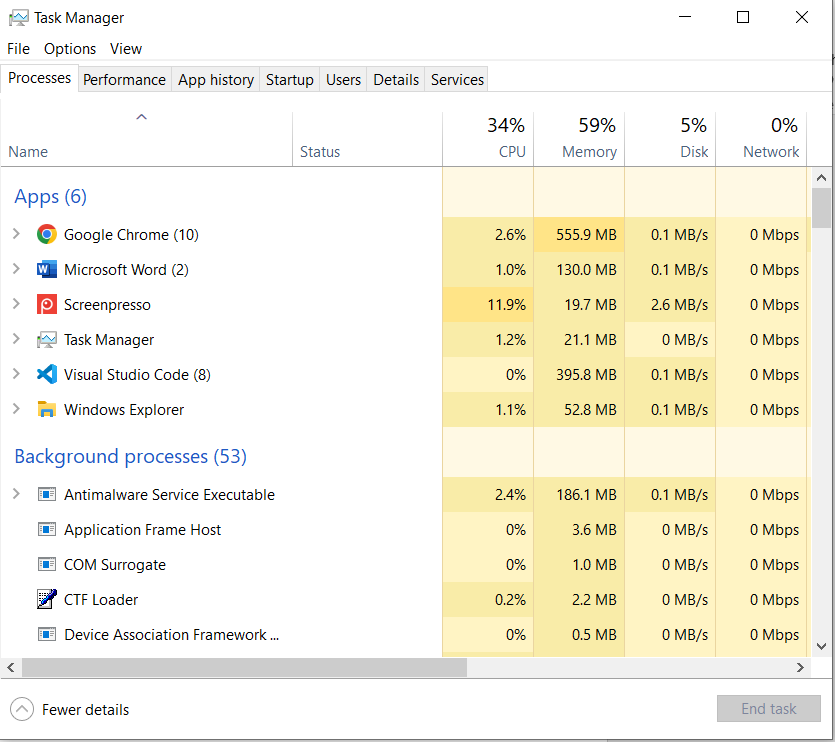 Task Manager
File Options View
Processes Performance App history Startup Users Details Services
34% 59% 5% 0%
Name Status CPU Memory Disk Network
Apps (6)
Google Chrome (10) 2.6% 555.9 MB 0.1 MB/s 0 Mbps
Microsoft Word (2) 1.0% 130.0 MB 0.1 MB/s 0 Mbps
Screenpresso 11.9% 19.7 MB 2.6 MB/s 0 Mbps
Task Manager 1.2% 21.1 MB 0 MB/s 0 Mbps
Visual Studio Code (8) 0% 395.8 MB 0.1 MB/s 0 Mbps
Windows Explorer 1.1% 52.8 MB 0.1 MB/s 0 Mbps
Background processes (53)
Antimalware Service Executable 2.4% 186.1 MB 0.1 MB/s 0 Mbps
Application Frame Host 0% 3.6 MB 0 MB/s 0 Mbps
COM Surrogate 0% 1.0 MB 0 MB/s 0 Mbps
CTF Loader 0.2% 2.2 MB 0 MB/s 0 Mbps
Device Association Framework ... 0% 0.5 MB 0 MB/s 0 Mbps
Fewer details End task